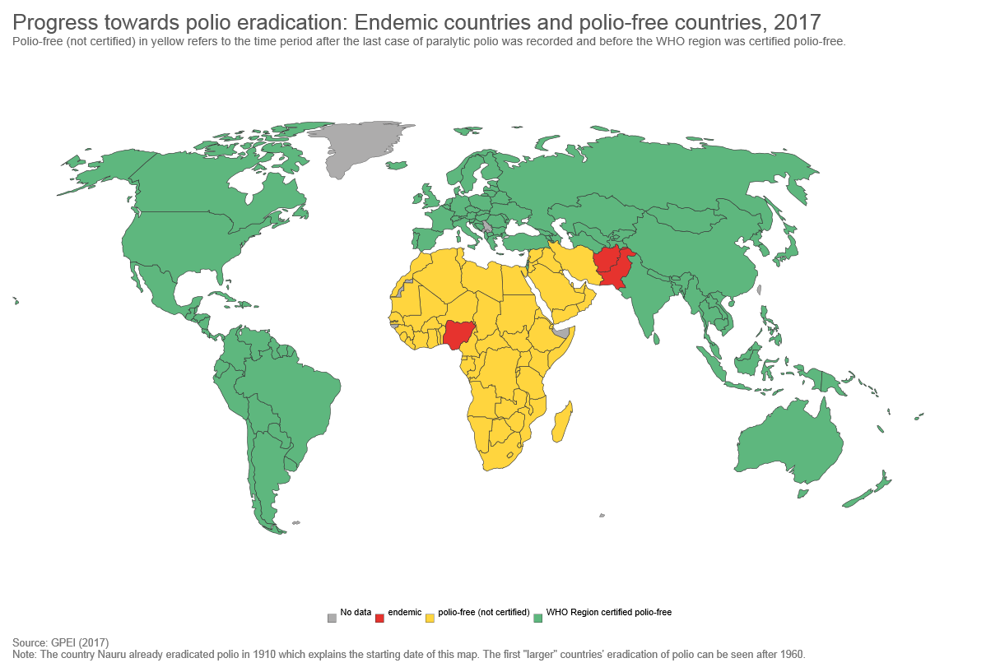 Progress towards polio eradication: Endemic countries and polio-free countries, 2017
Polio-free (not certified) in yellow refers to the time period after the last case of paralytic polio was recorded and before the WHO region was certified polio-free.
No data endemic polio-free (not certified) WHO Region certified polio-free
Source: GPEI (2017)
Note: The country Nauru already eradicated polio in 1910 which explains the starting date of this map. The first "larger" countries' eradication of polio can be seen after 1960.